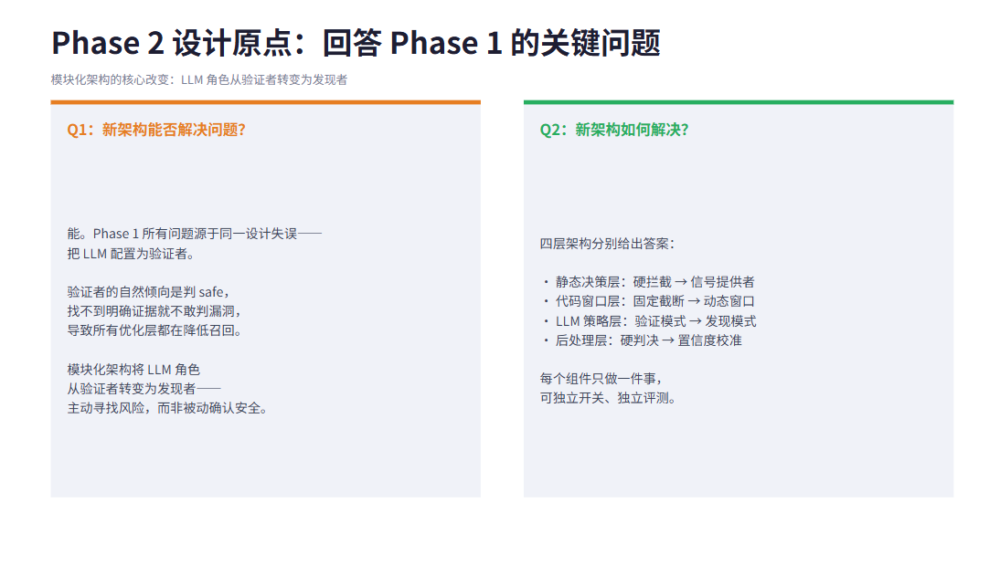 Phase 2 设计原点：回答 Phase 1 的关键问题
模块化架构的核心改变：LLM 角色从验证者转变为发现者
Q1：新架构能否解决问题？
能。Phase 1 所有问题源于同一设计失误——
把 LLM 配置为验证者。
验证者的自然倾向是判 safe，
找不到明确证据就不敢判漏洞，
导致所有优化层都在降低召回。
模块化架构将 LLM 角色
从验证者转变为发现者——
主动寻找风险，而非被动确认安全。
Q2：新架构如何解决？
四层架构分别给出答案：
• 静态决策层：硬拦截 → 信号提供者
• 代码窗口层：固定截断 → 动态窗口
• LLM 策略层：验证模式 → 发现模式
• 后处理层：硬判决 → 置信度校准
每个组件只做一件事，
可独立开关、独立评测。